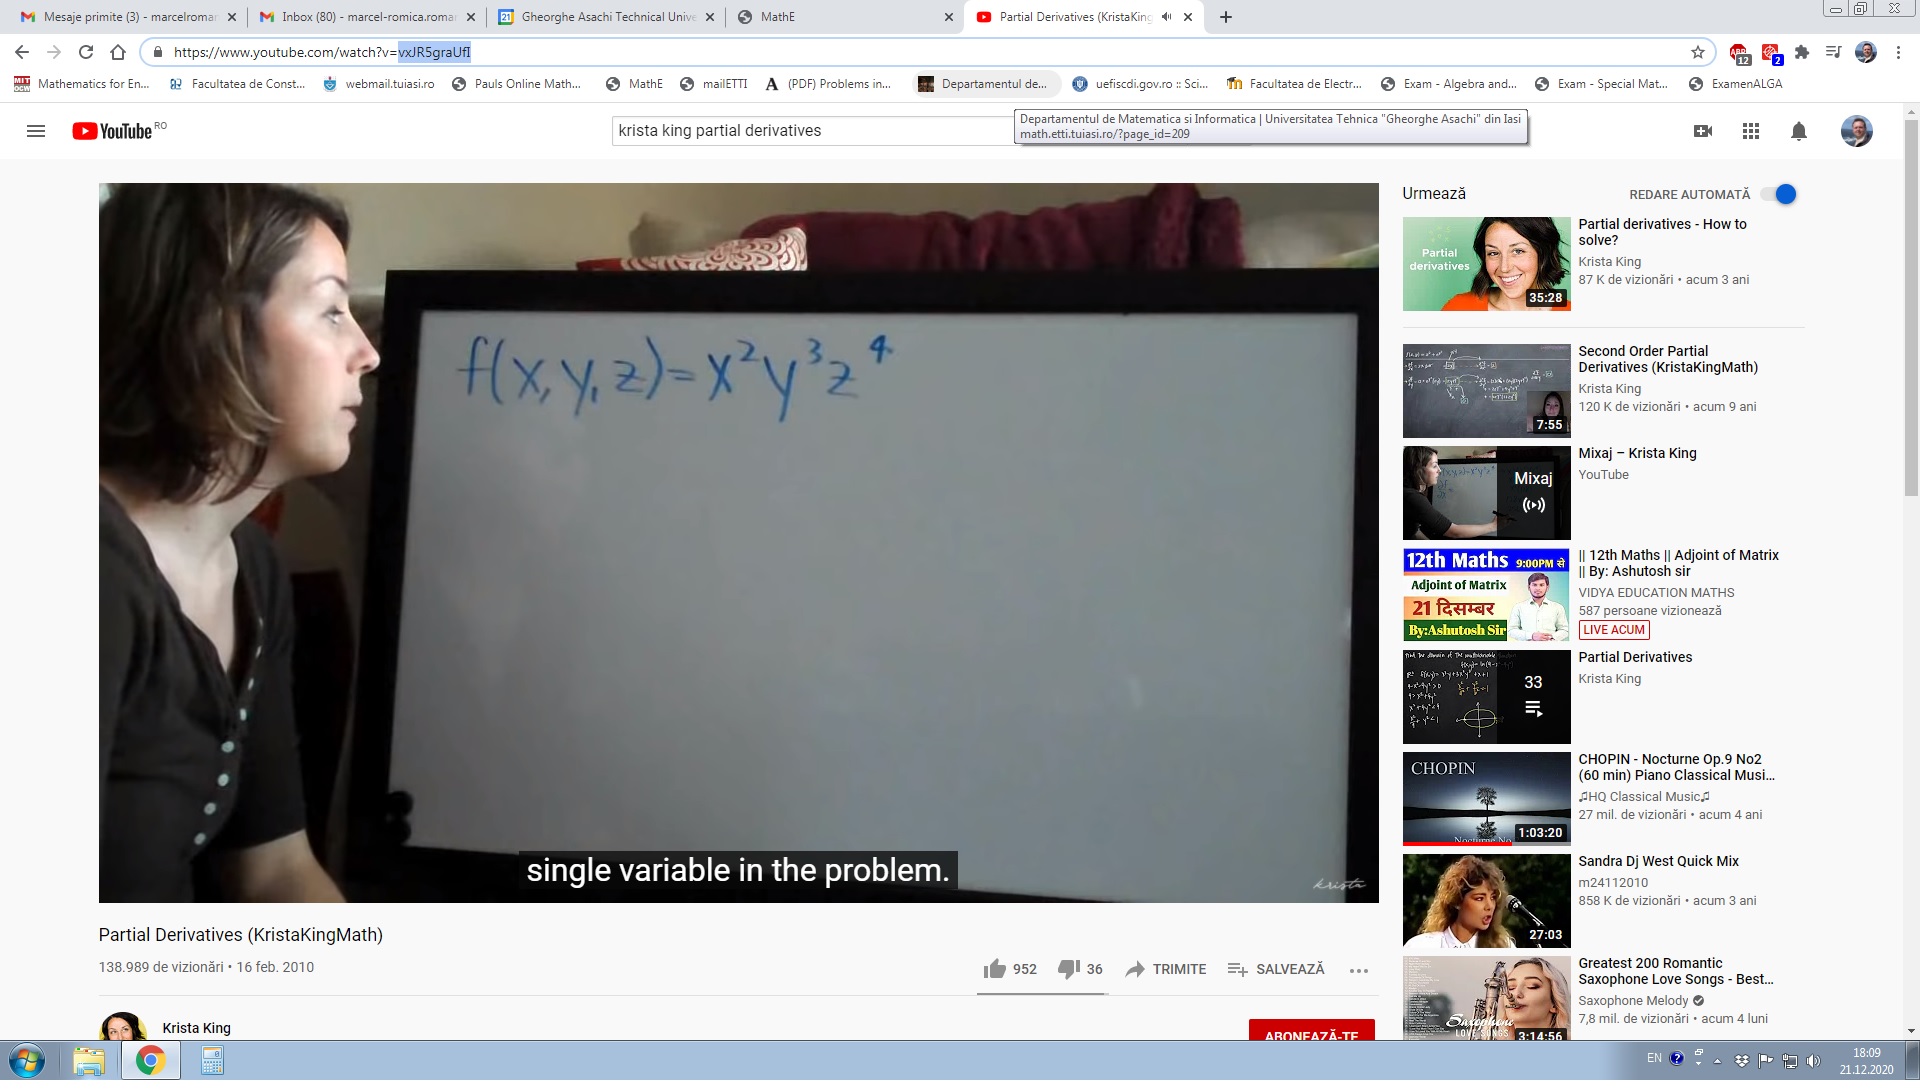 Mesaje primite (3) - marcelromar
Inbox (80) - marcel-romica.roma
Gheorghe Asachi Technical Unive
MathE
Partial Derivatives (KristaKing
https://www.youtube.com/watch?v=vxJR5graUfI
12
2
Mathematics for En...
Facultatea de Const...
webmail.tuiasi.ro
Pauls Online Math...
MathE
mailETTI
(PDF) Problems in...
Departamentul de...
uefiscdi.gov.ro :: Sci...
Facultatea de Electr...
Exam - Algebra and...
Exam - Special Mat...
ExamenALGA
Departamentul de Matematica si Informatica | Universitatea Tehnica "Gheorghe Asachi" din Iasi
math.etti.tuiasi.ro/?page_id=209
YouTube RO
krista king partial derivatives
f(x,y,z)=x²y³z⁴
single variable in the problem.
krista
Partial Derivatives (KristaKingMath)
138.989 de vizionări • 16 feb. 2010
952
36
TRIMITE
SALVEAZĂ
Krista King
ABONEAZĂ-TE
Urmează
REDARE AUTOMATĂ
Partial derivatives
35:28
Partial derivatives - How to
solve?
Krista King
87 K de vizionări • acum 3 ani
7:55
Second Order Partial
Derivatives (KristaKingMath)
Krista King
120 K de vizionări • acum 9 ani
Mixaj
Mixaj – Krista King
YouTube
12th Maths 9:00PM से
Adjoint of Matrix
21 दिसम्बर
By:Ashutosh Sir
|| 12th Maths || Adjoint of Matrix
|| By: Ashutosh sir
VIDYA EDUCATION MATHS
587 persoane vizionează
LIVE ACUM
33
Partial Derivatives
Krista King
CHOPIN
Nocturne No
1:03:20
CHOPIN - Nocturne Op.9 No2
(60 min) Piano Classical Musi...
♫HQ Classical Music♫
27 mil. de vizionări • acum 4 ani
27:03
Sandra Dj West Quick Mix
m24112010
858 K de vizionări • acum 3 ani
Saxophone
LOVE SONGS
3:14:56
Greatest 200 Romantic
Saxophone Love Songs - Best...
Saxophone Melody
7,8 mil. de vizionări • acum 4 luni
EN
18:09
21.12.2020